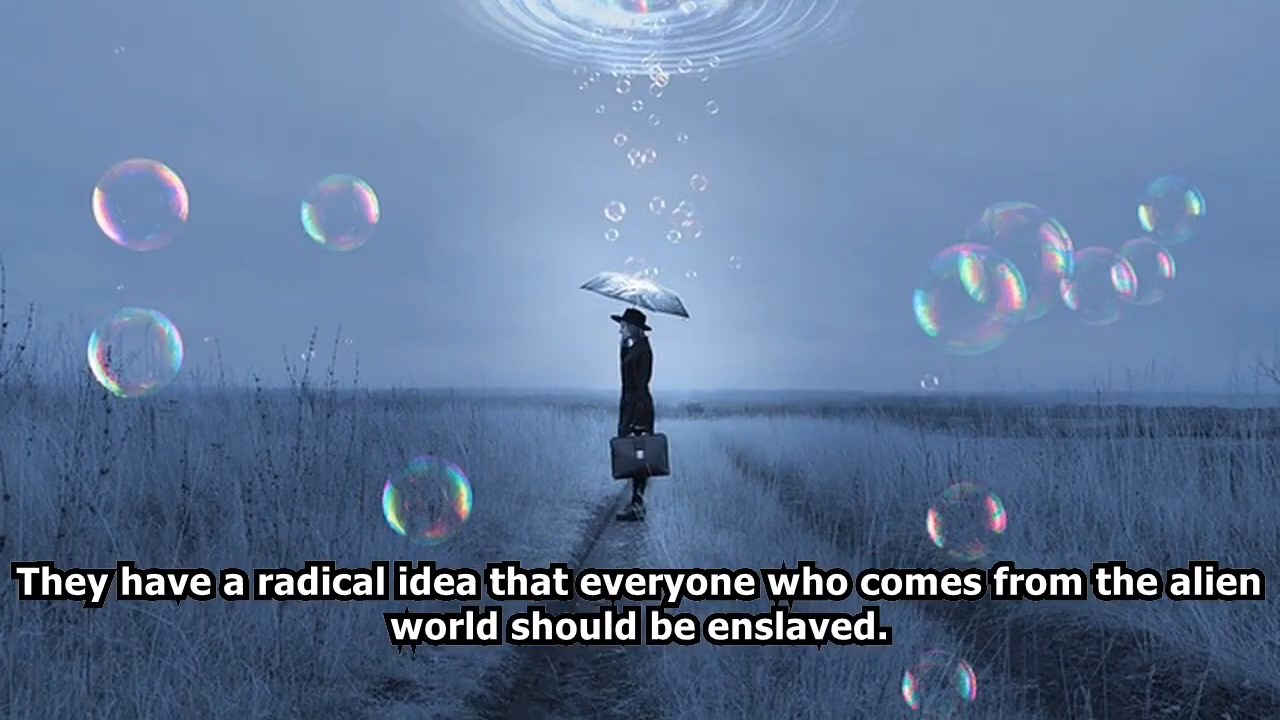 They have a radical idea that everyone who comes from the alien
world should be enslaved.